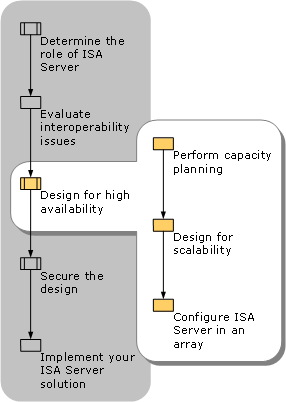 Determine the
role of ISA
Server
Evaluate
interoperability
issues
Design for high
availability
Secure the
design
Implement your
ISA Server
solution
Perform capacity
planning
Design for
scalability
Configure ISA
Server in an
array